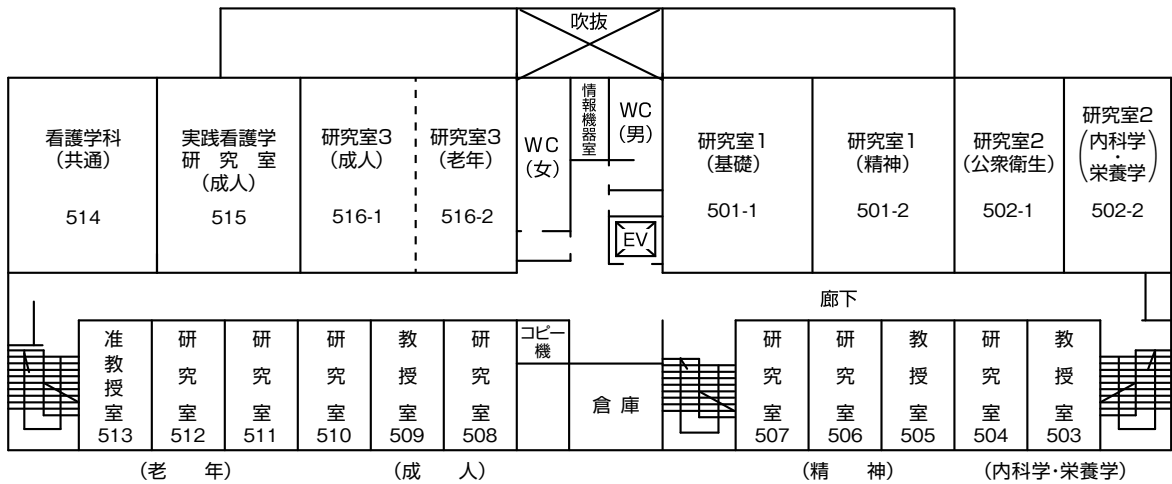 吹抜
看護学科
(共通)
514
実践看護学
研究室
(成人)
515
研究室3
(成人)
516-1
研究室3
(老年)
516-2
WC
(女)
情報機器室
WC
(男)
EV
研究室1
(基礎)
501-1
研究室1
(精神)
501-2
研究室2
(公衆衛生)
502-1
研究室2
(内科学・栄養学)
502-2
廊下
准教授室
513
研究室
512
研究室
511
研究室
510
教授室
509
研究室
508
コピー
機
倉庫
研究室
507
研究室
506
教授室
505
研究室
504
教授室
503
(老年)
(成人)
(精神)
(内科学・栄養学)